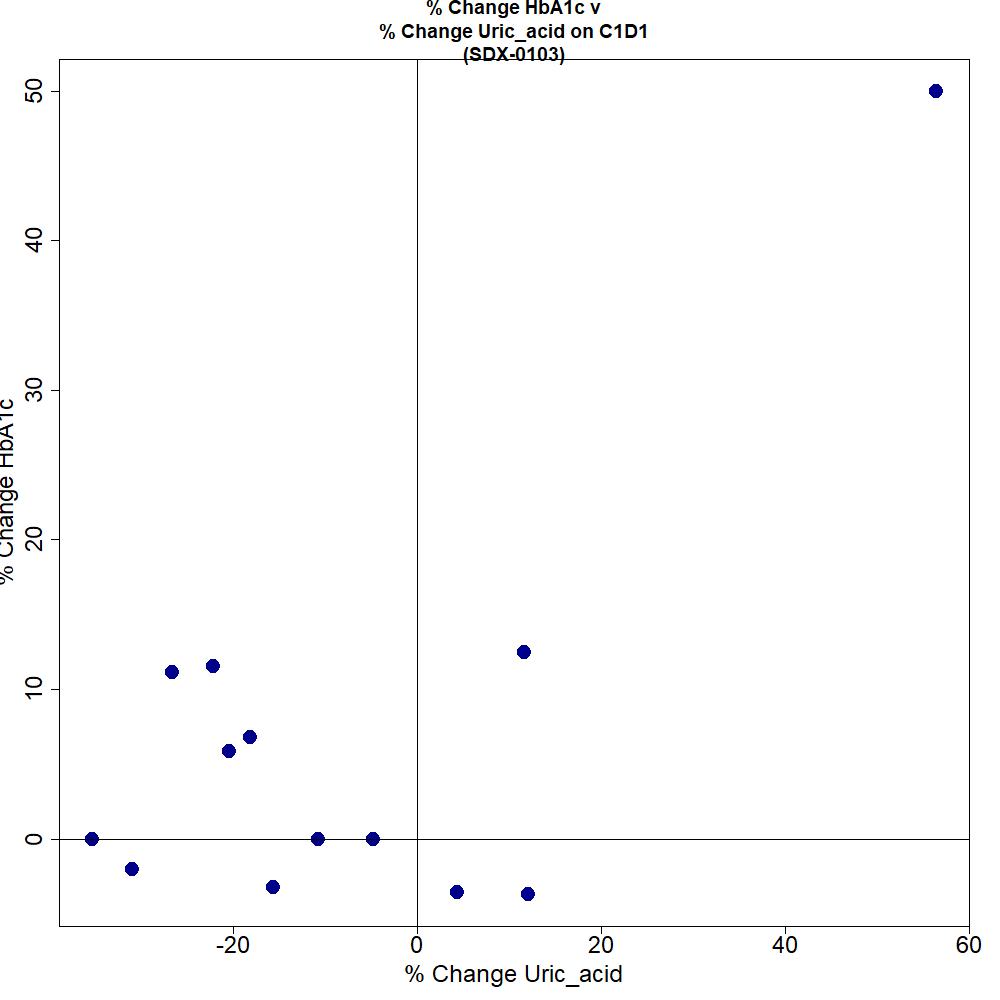 % Change HbA1c v
% Change Uric_acid on C1D1
(SDX-0103)
% Change HbA1c
50
40
30
20
10
0
-20
0
20
40
60
% Change Uric_acid